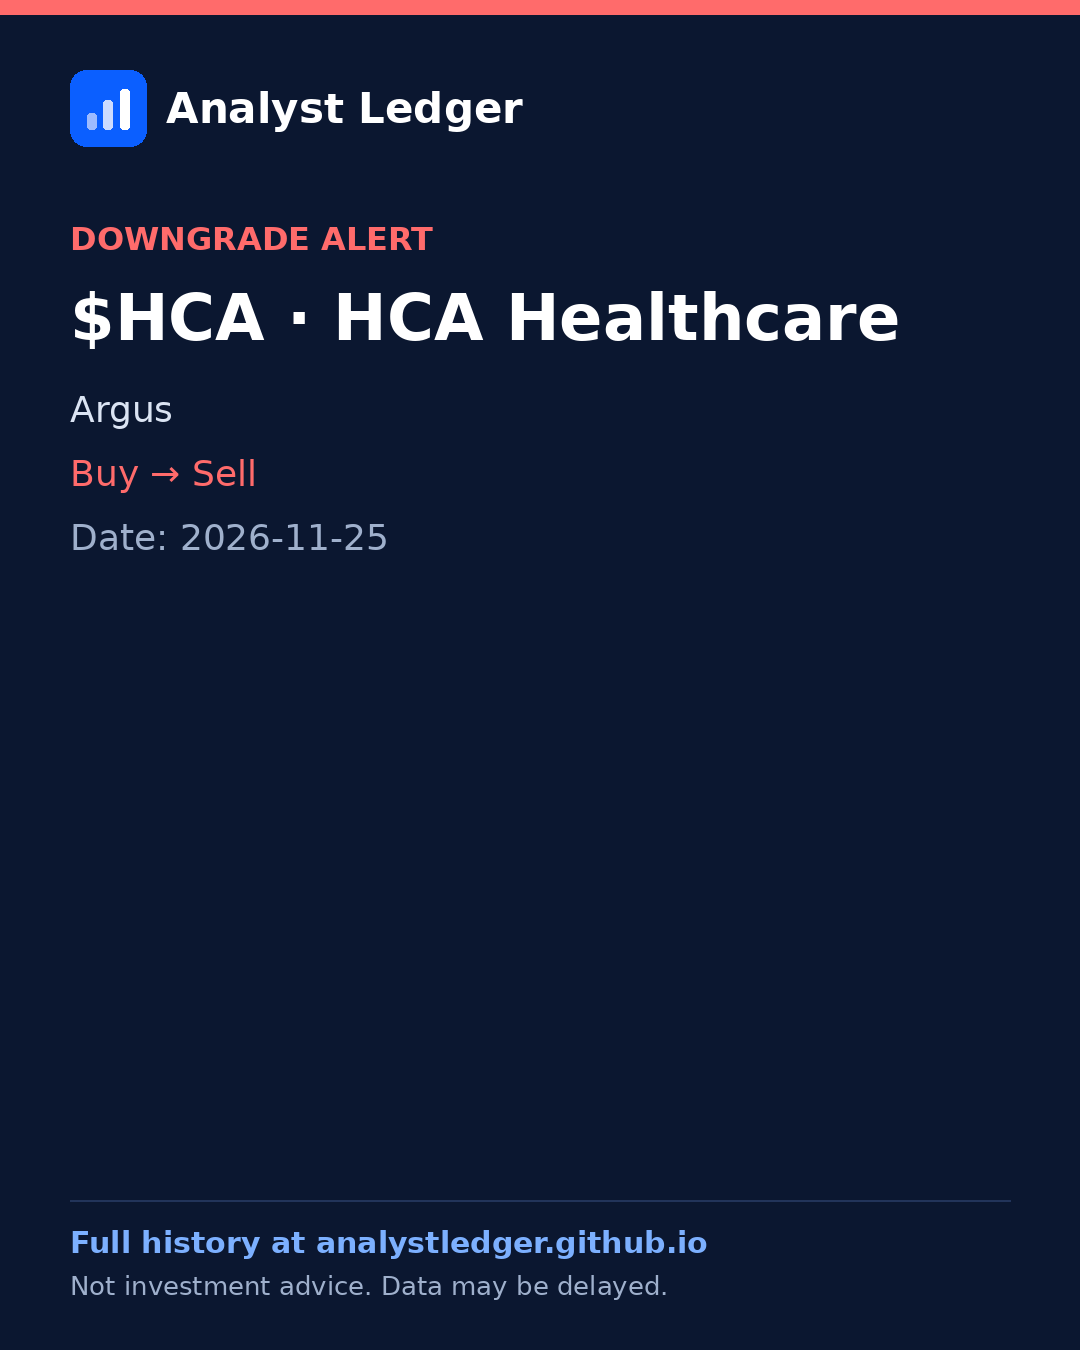 Analyst Ledger
DOWNGRADE ALERT
$HCA · HCA Healthcare
Argus
Buy → Sell
Date: 2026-11-25
Full history at analystledger.github.io
Not investment advice. Data may be delayed.